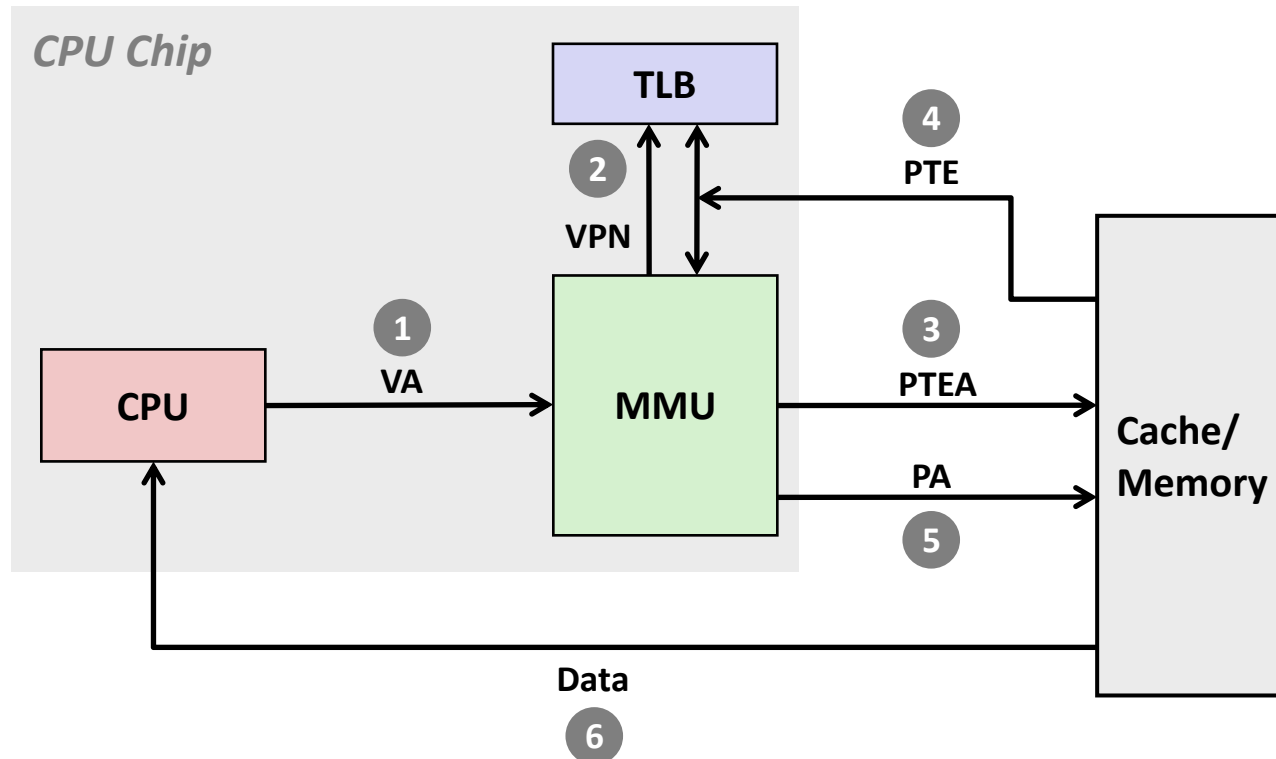 CPU Chip
TLB
4
2
PTE
VPN
1
3
VA
PTEA
CPU
MMU
Cache/
Memory
PA
5
Data
6